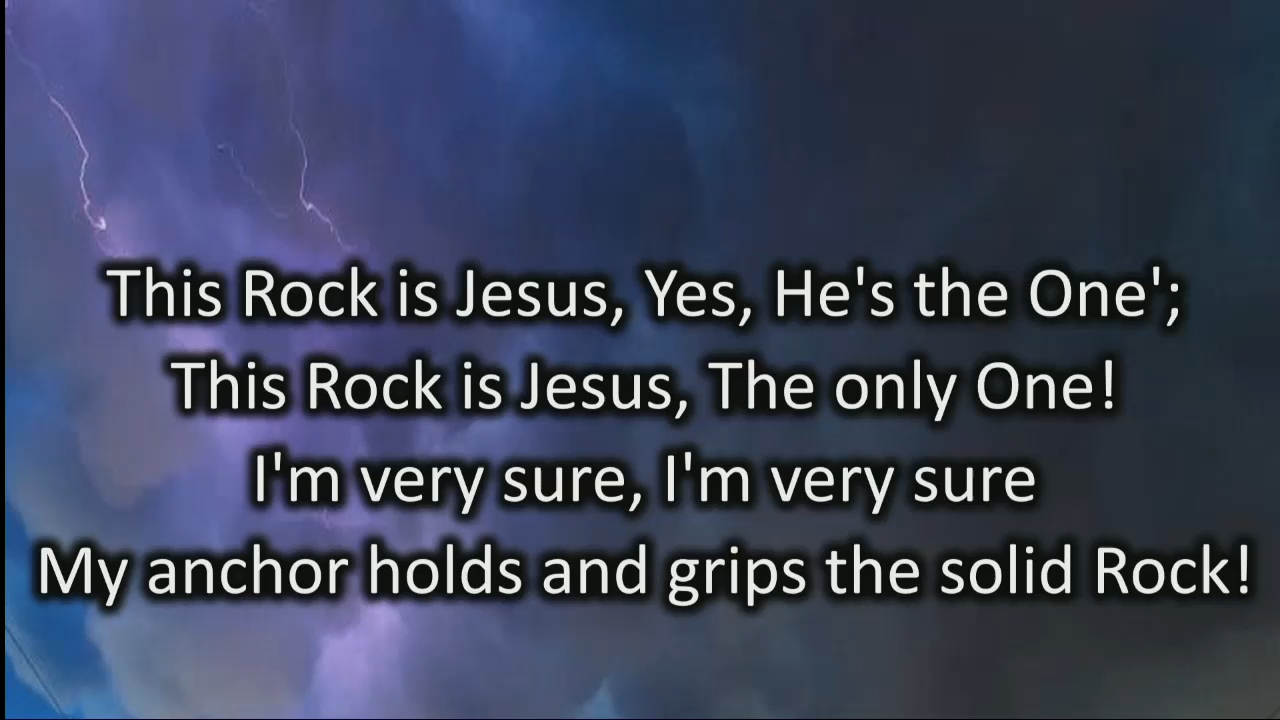 This Rock is Jesus, Yes, He's the One';
This Rock is Jesus, The only One!
I'm very sure, I'm very sure
My anchor holds and grips the solid Rock!